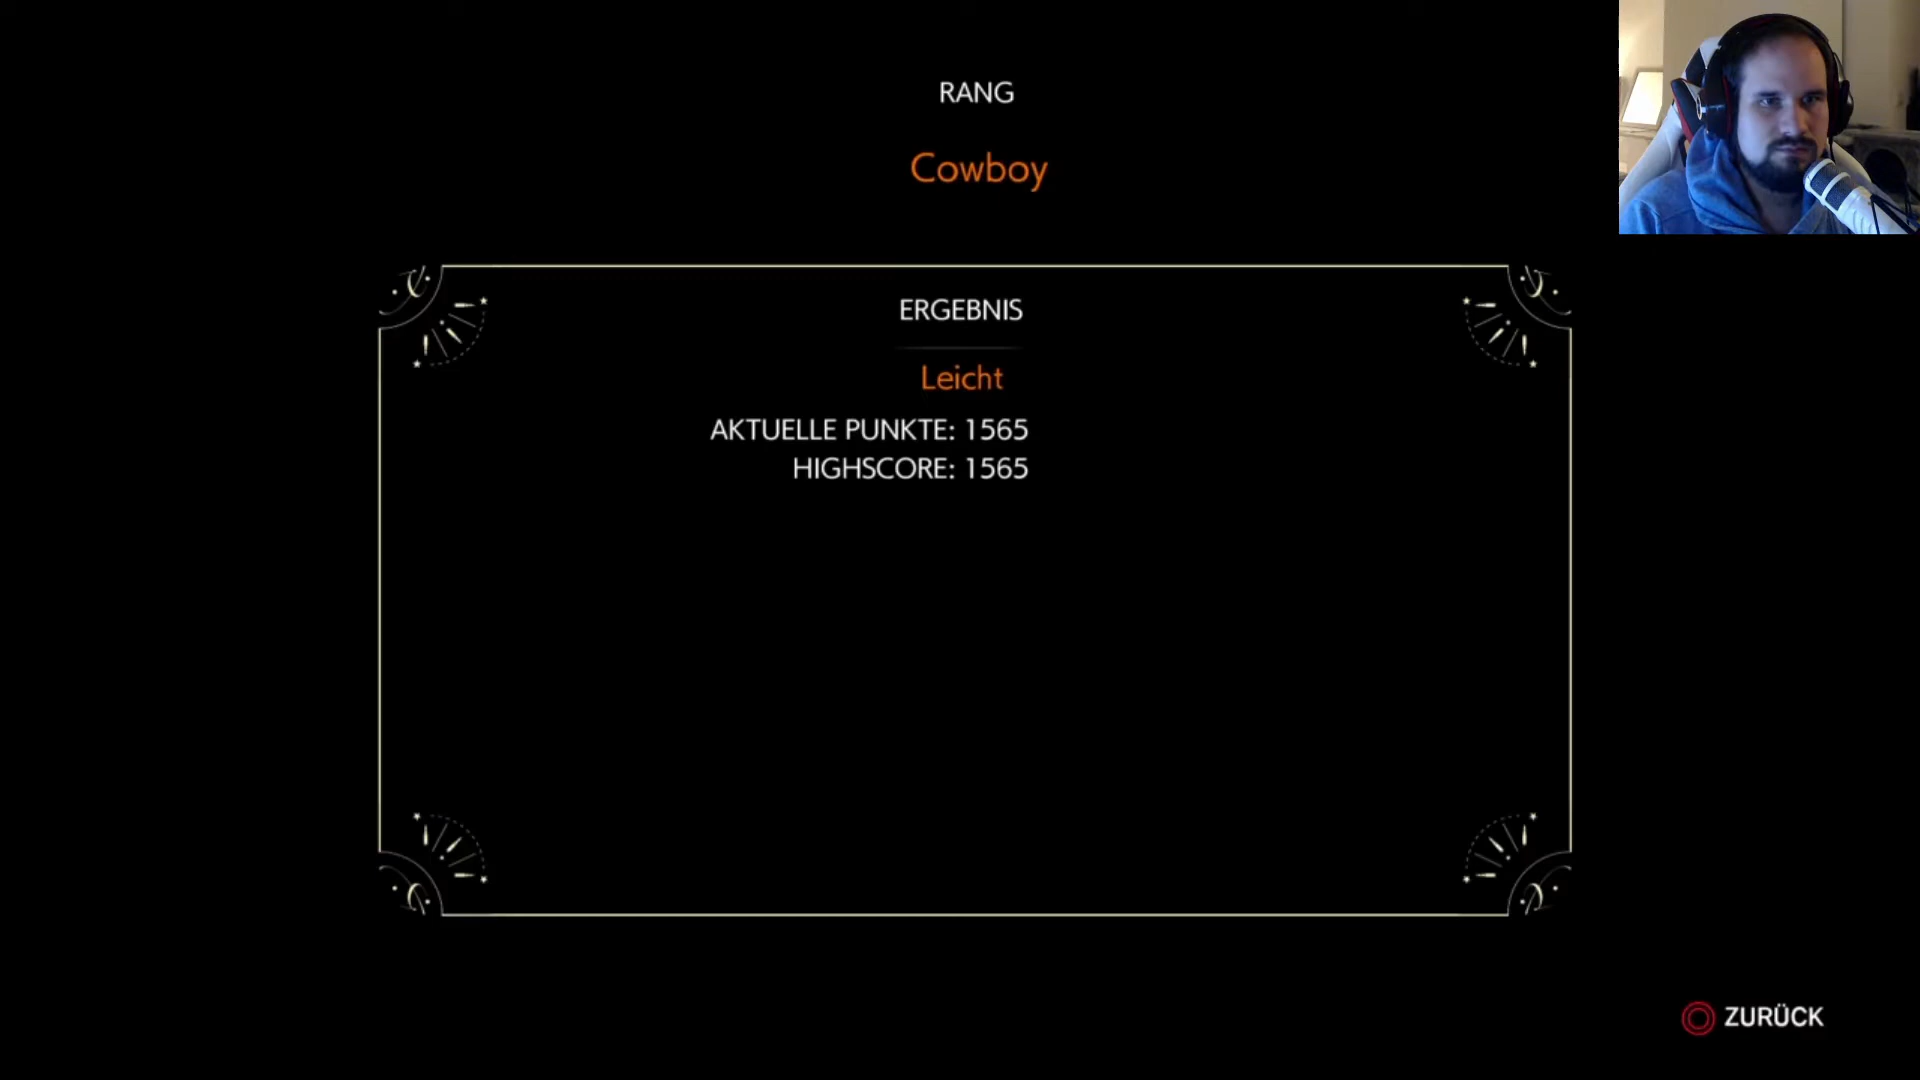 RANG
Cowboy
ERGEBNIS
Leicht
AKTUELLE PUNKTE: 1565
HIGHSCORE: 1565
ZURÜCK